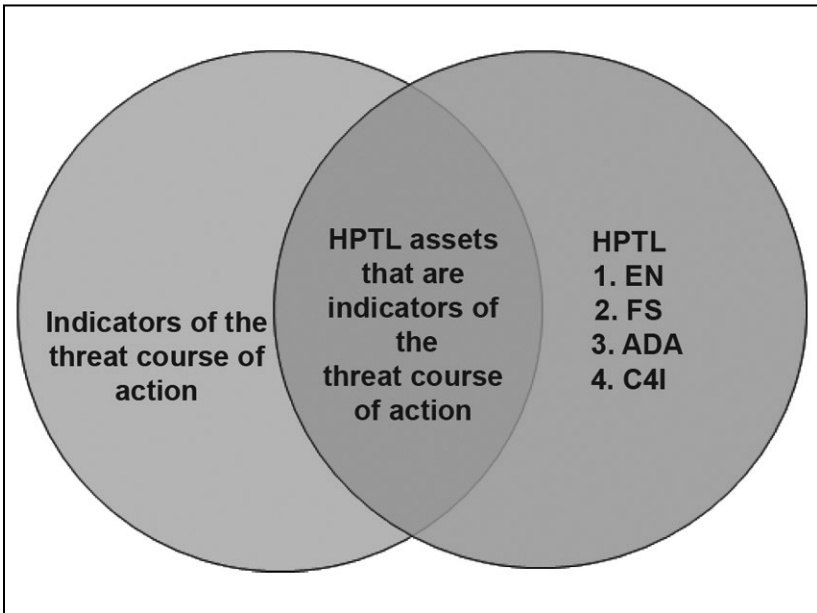 Indicators of the
threat course of
action
HPTL assets
that are
indicators of
the
threat course
of action
HPTL
1. EN
2. FS
3. ADA
4. C4I